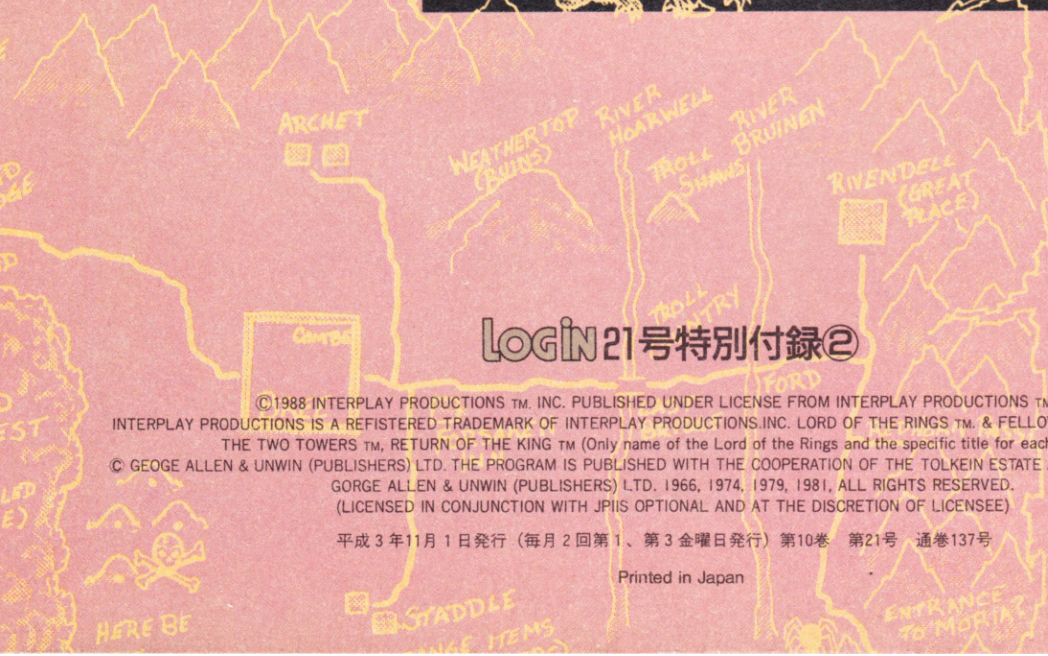 ARCHET
WEATHERTOP
(RUINS)
RIVER
HOARWELL
RIVER
BRUINEN
TROLL
SHAWS
RIVENDELL
(GREAT
PLACE)
TROLL
COMBE
LOGiN 21号特別付録②
FORD
©1988 INTERPLAY PRODUCTIONS TM. INC. PUBLISHED UNDER LICENSE FROM INTERPLAY PRODUCTIONS
INTERPLAY PRODUCTIONS IS A REFISTERED TRADEMARK OF INTERPLAY PRODUCTIONS.INC. LORD OF THE RINGS TM. &
THE TWO TOWERS TM, RETURN OF THE KING TM (Only name of the Lord of the Rings and the specific title for each
© GEOGE ALLEN & UNWIN (PUBLISHERS) LTD. THE PROGRAM IS PUBLISHED WITH THE COOPERATION OF THE TOLKEIN ESTATE
GORGE ALLEN & UNWIN (PUBLISHERS) LTD. 1966, 1974, 1979, 1981, ALL RIGHTS RESERVED.
(LICENSED IN CONJUNCTION WITH JPIIS OPTIONAL AND AT THE DISCRETION OF LICENSEE)
平成3年11月1日発行（毎月2回第1、第3金曜日発行）第10巻 第21号 通巻137号
Printed in Japan
STADDLE
HERE BE
ITEMS
ENTRANCE
TO MORIA?